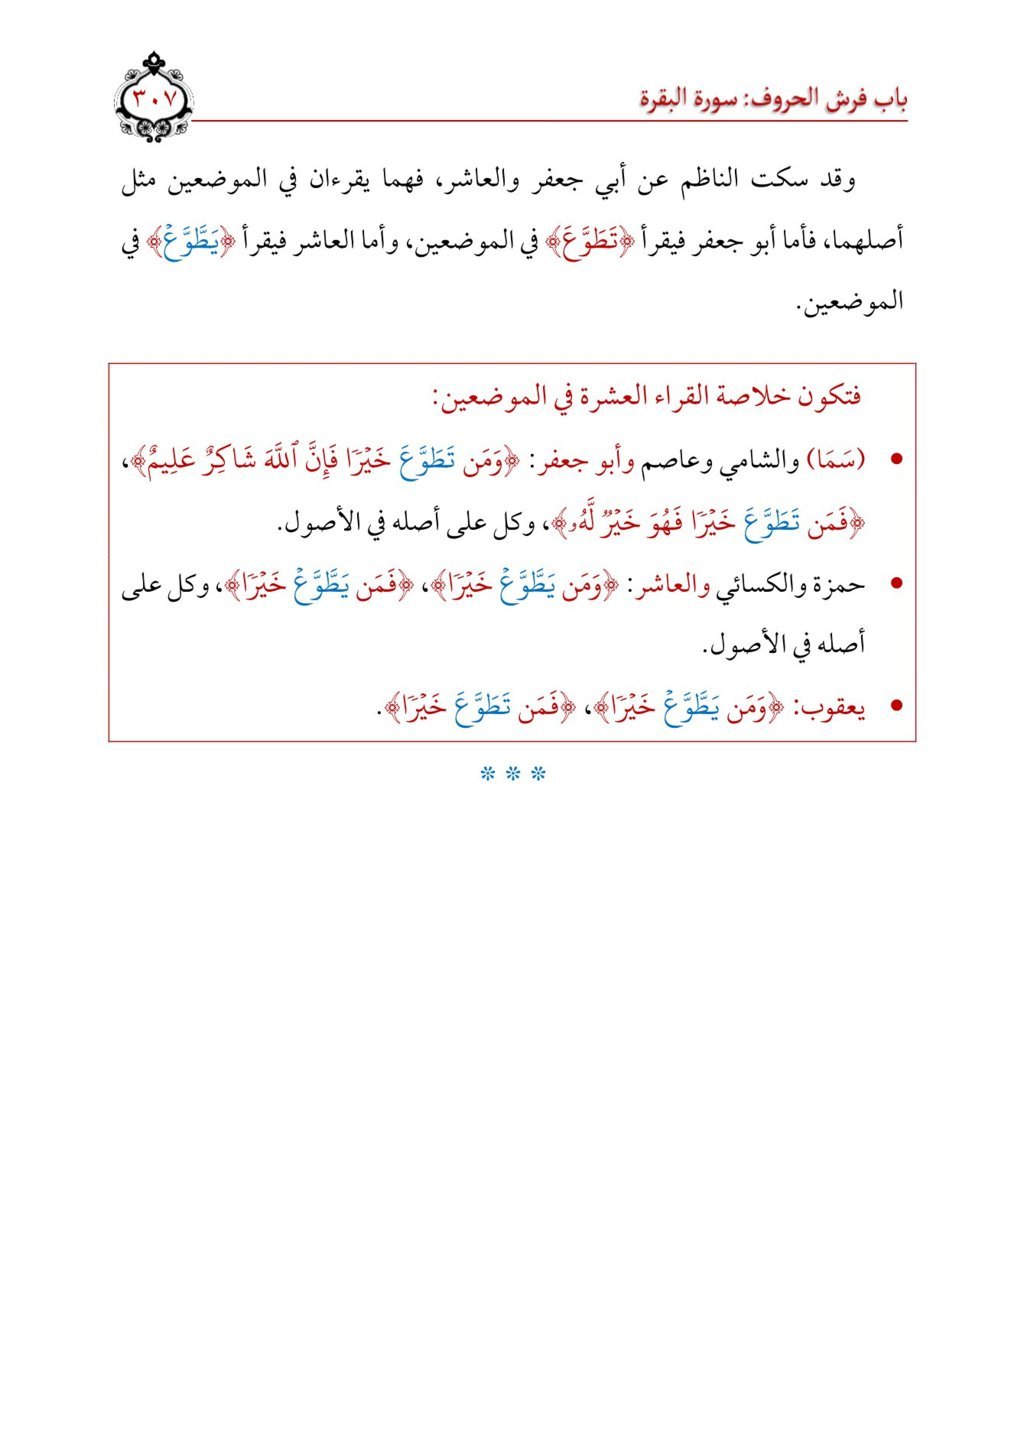 باب فرش الحروف: سورة البقرة
٣٠٧
وقد سكت الناظم عن أبي جعفر والعاشر، فهما يقرءان في الموضعين مثل
أصلهما، فأما أبو جعفر فيقرأ ﴿تَطَوَّعَ﴾ في الموضعين، وأما العاشر فيقرأ ﴿يَطَّوَّعۡ﴾ في
الموضعين.
فتكون خلاصة القراء العشرة في الموضعين:
• (سَمَا) والشامي وعاصم وأبو جعفر: ﴿وَمَن تَطَوَّعَ خَيۡرٗا فَإِنَّ ٱللَّهَ شَاكِرٌ عَلِيمٌ﴾،
﴿فَمَن تَطَوَّعَ خَيۡرٗا فَهُوَ خَيۡرٞ لَّهُۥ﴾، وكل على أصله في الأصول.
• حمزة والكسائي والعاشر: ﴿وَمَن يَطَّوَّعۡ خَيۡرٗا﴾، ﴿فَمَن يَطَّوَّعۡ خَيۡرٗا﴾، وكل على
أصله في الأصول.
• يعقوب: ﴿وَمَن يَطَّوَّعۡ خَيۡرٗا﴾، ﴿فَمَن تَطَوَّعَ خَيۡرٗا﴾.
* * *